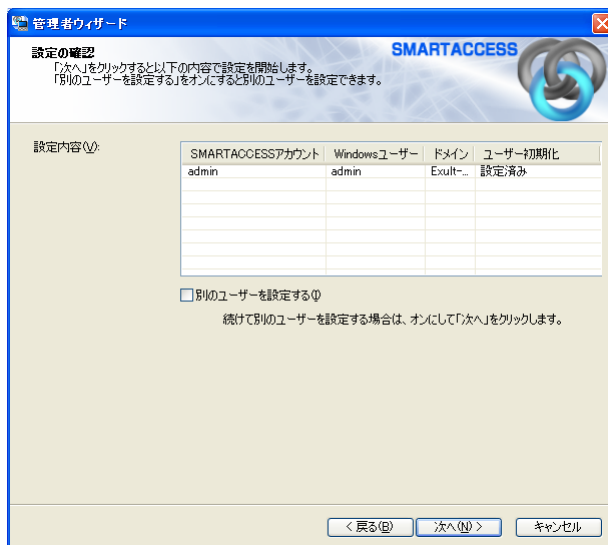 管理者ウィザード
設定の確認
「次へ」をクリックすると以下の内容で設定を開始します。
「別のユーザーを設定する」をオンにすると別のユーザーを設定できます。
SMARTACCESS
設定内容(V):
SMARTACCESSアカウント Windowsユーザー ドメイン ユーザー初期化
admin admin Exult-... 設定済み
別のユーザーを設定する(I)
続けて別のユーザーを設定する場合は、オンにして「次へ」をクリックします。
< 戻る(B) 次へ(N) > キャンセル